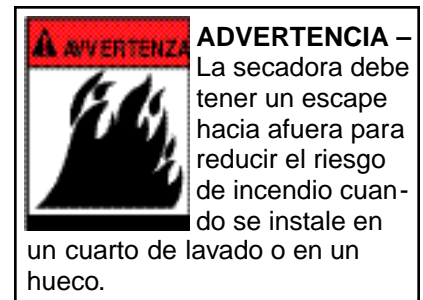 AVVERTENZA
ADVERTENCIA –
La secadora debe
tener un escape
hacia afuera para
reducir el riesgo
de incendio cuan-
do se instale en
un cuarto de lavado o en un
hueco.